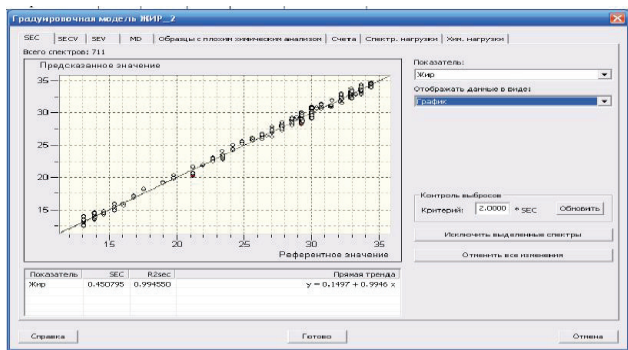 Градуировочная модель ЖИР_2
SEC SECV SEV MD Образцы с плохим химическим анализом Счета Спектр. нагрузки Хим. нагрузки
Всего спектров: 711
Предсказанное значение
35
30
25
20
15
15 20 25 30 35
Референтное значение
Показатель:
Жир
Отображать данные в виде:
График
Контроль выбросов
Критерий: 2.0000 * SEC Обновить
Исключить выделенные спектры
Отменить все изменения
Показатель SEC R2sec Прямая тренда
Жир 0.450795 0.994550 y = 0.1497 + 0.9946 x
Справка Готово Отмена